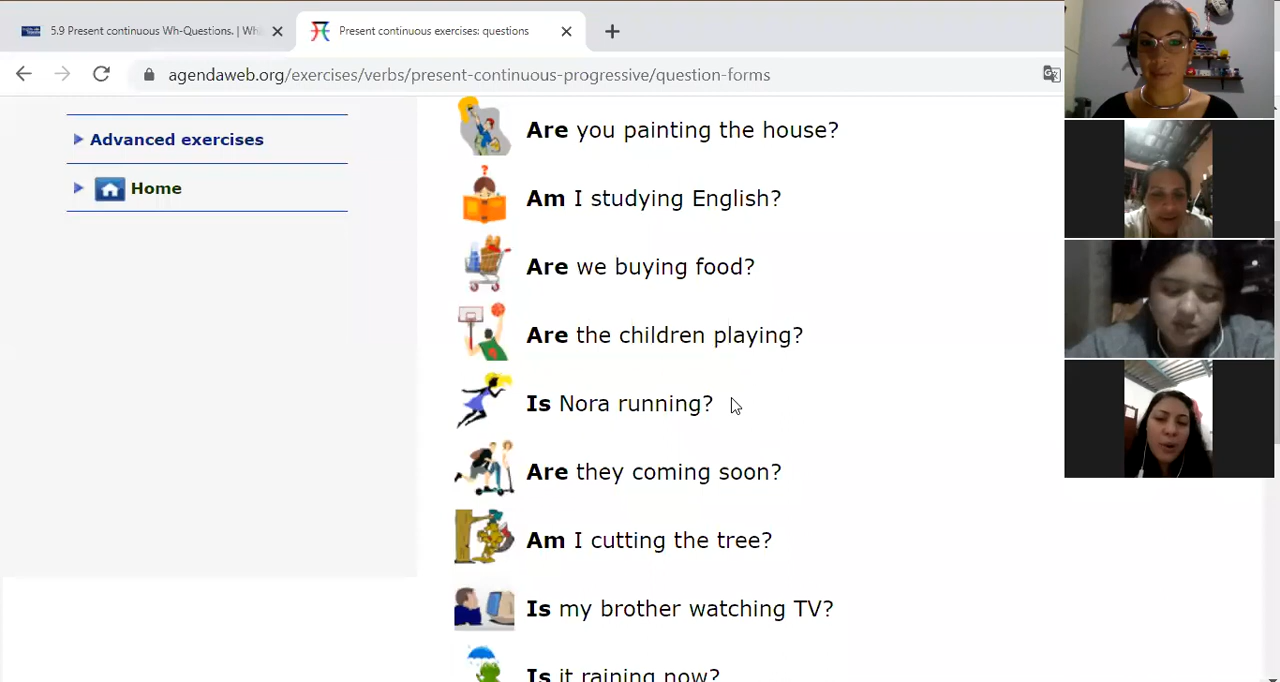 5.9 Present continuous Wh-Questions. | Wh
Present continuous exercises: questions
agendaweb.org/exercises/verbs/present-continuous-progressive/question-forms
Advanced exercises
Home
Are you painting the house?
Am I studying English?
Are we buying food?
Are the children playing?
Is Nora running?
Are they coming soon?
Am I cutting the tree?
Is my brother watching TV?
Is it raining now?